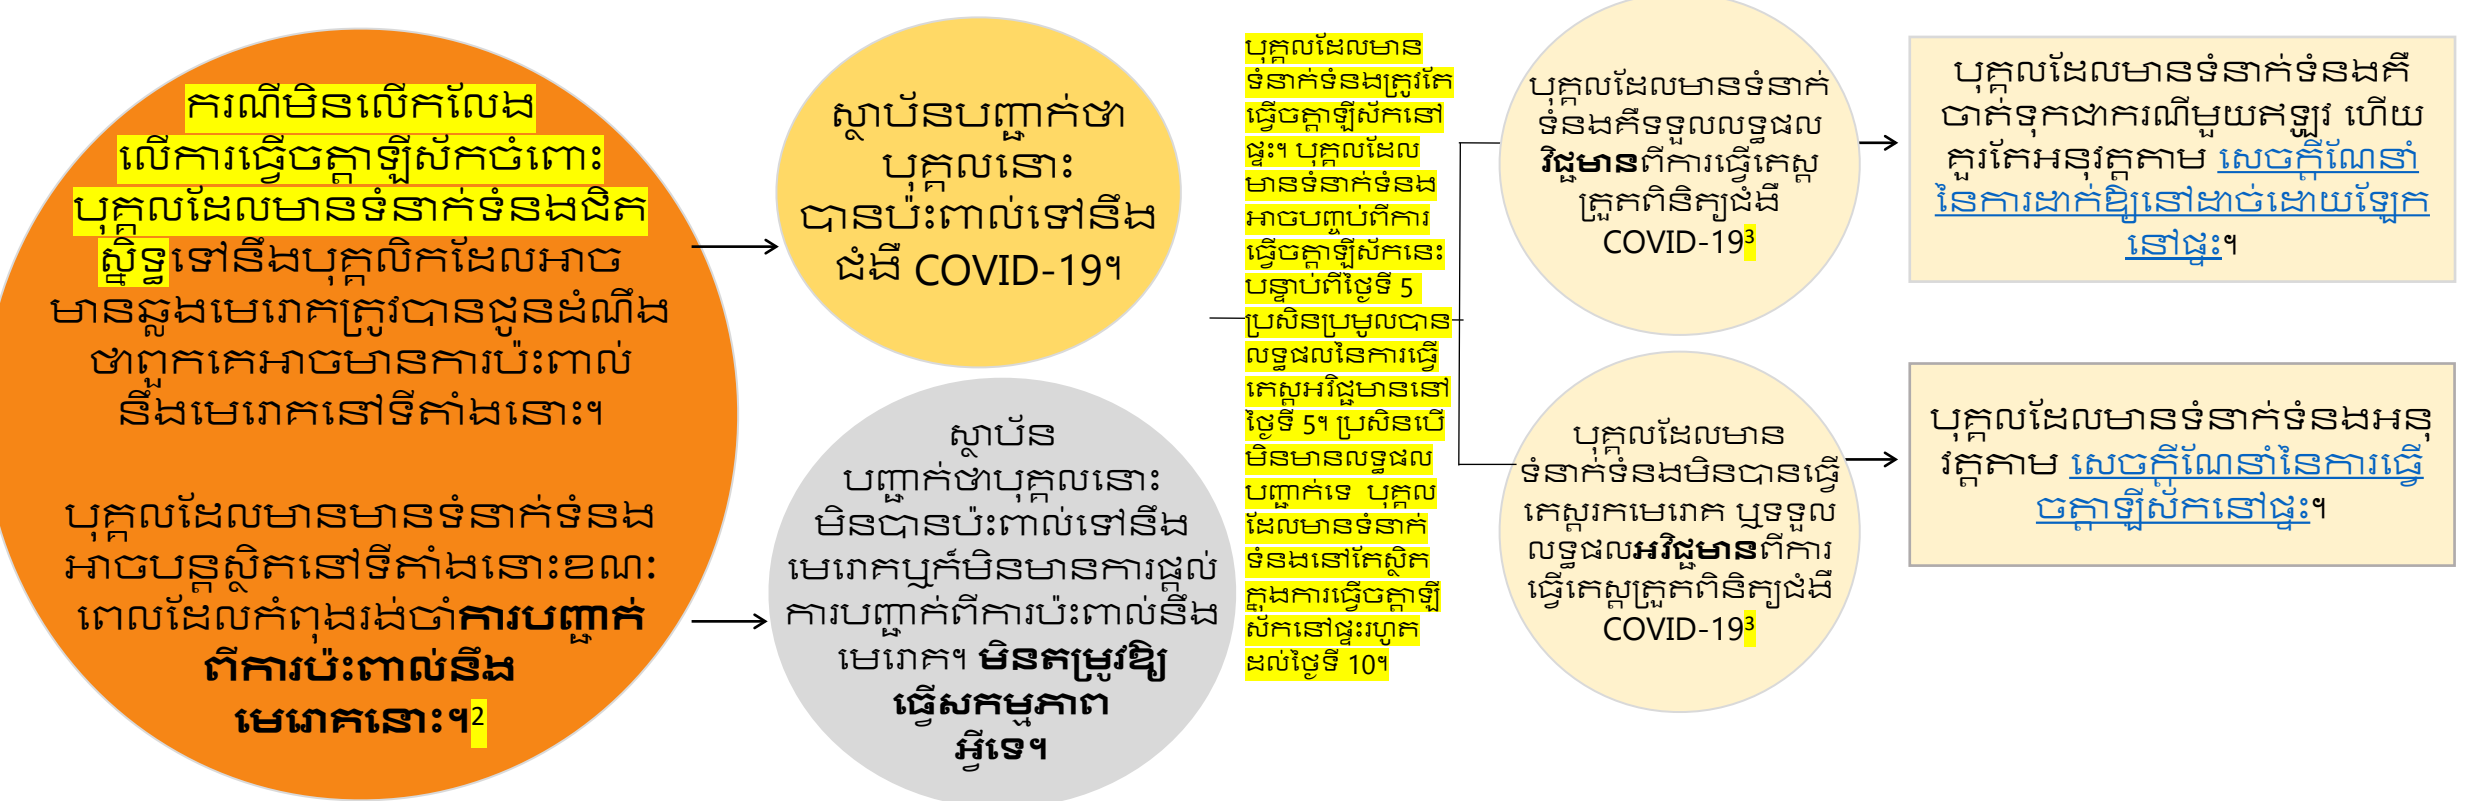 ករណីមិនលើកលែង
លើការធ្វើចត្តាឡីស័កចំពោះ
បុគ្គលដែលមានទំនាក់ទំនងជិត
ស្និទ្ធទៅនឹងបុគ្គលិកដែលអាច
មានឆ្លងមេរោគត្រូវបានជូនដំណឹង
ថាពួកគេអាចមានការប៉ះពាល់
នឹងមេរោគនៅទីតាំងនោះ។
បុគ្គលដែលមានមានទំនាក់ទំនង
អាចបន្តស្ថិតនៅទីតាំងនោះខណៈ
ពេលដែលកំពុងរង់ចាំការបញ្ជាក់
ពីការប៉ះពាល់នឹង
មេរោគនោះ។2
ស្ថាប័នបញ្ជាក់ថា
បុគ្គលនោះ
បានប៉ះពាល់ទៅនឹង
ជំងឺ COVID-19។
ស្ថាប័ន
បញ្ជាក់ថាបុគ្គលនោះ
មិនបានប៉ះពាល់ទៅនឹង
មេរោគឬក៏មិនមានការផ្តល់
ការបញ្ជាក់ពីការប៉ះពាល់នឹង
មេរោគ។ មិនតម្រូវឱ្យ
ធ្វើសកម្មភាព
អ្វីទេ។
បុគ្គលដែលមាន
ទំនាក់ទំនងត្រូវតែ
ធ្វើចត្តាឡីស័កនៅ
ផ្ទះ។ បុគ្គលដែល
មានទំនាក់ទំនង
អាចបញ្ចប់ពីការ
ធ្វើចត្តាឡីស័កនេះ
បន្ទាប់ពីថ្ងៃទី 5
ប្រសិនប្រមូលបាន
លទ្ធផលនៃការធ្វើ
តេស្តអវិជ្ជមាននៅ
ថ្ងៃទី 5។ ប្រសិនបើ
មិនមានលទ្ធផល
បញ្ជាក់ទេ បុគ្គល
ដែលមានទំនាក់
ទំនងនៅតែស្ថិត
ក្នុងការធ្វើចត្តាឡី
ស័កនៅផ្ទះរហូត
ដល់ថ្ងៃទី 10។
បុគ្គលដែលមានទំនាក់
ទំនងគឺទទួលលទ្ធផល
វិជ្ជមានពីការធ្វើតេស្ត
ត្រួតពិនិត្យជំងឺ
COVID-193
បុគ្គលដែលមាន
ទំនាក់ទំនងមិនបានធ្វើ
តេស្តរកមេរោគ ឬទទួល
លទ្ធផលអវិជ្ជមានពីការ
ធ្វើតេស្តត្រួតពិនិត្យជំងឺ
COVID-193
បុគ្គលដែលមានទំនាក់ទំនងគឺ
ចាត់ទុកជាករណីមួយឥឡូវ ហើយ
គួរតែអនុវត្តតាម សេចក្តីណែនាំ
នៃការដាក់ឱ្យនៅដាច់ដោយឡែក
នៅផ្ទះ។
បុគ្គលដែលមានទំនាក់ទំនងអនុ
វត្តតាម សេចក្តីណែនាំនៃការធ្វើ
ចត្តាឡីស័កនៅផ្ទះ។